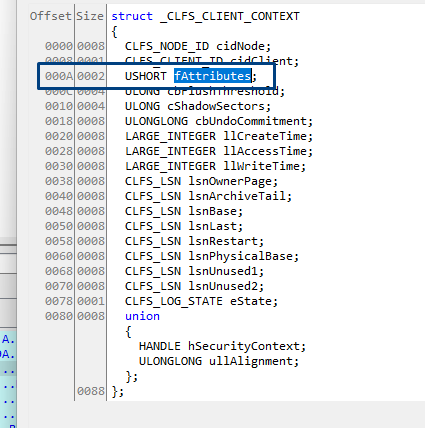 Offset Size struct _CLFS_CLIENT_CONTEXT
{
0000 0008 CLFS_NODE_ID cidNode;
0008 0001 CLFS_CLIENT_ID cidClient;
000A 0002 USHORT fAttributes;
000C 0004 ULONG cbFlushThreshold;
0010 0004 ULONG cShadowSectors;
0018 0008 ULONGLONG cbUndoCommitment;
0020 0008 LARGE_INTEGER llCreateTime;
0028 0008 LARGE_INTEGER llAccessTime;
0030 0008 LARGE_INTEGER llWriteTime;
0038 0008 CLFS_LSN lsnOwnerPage;
0040 0008 CLFS_LSN lsnArchiveTail;
0048 0008 CLFS_LSN lsnBase;
0050 0008 CLFS_LSN lsnLast;
0058 0008 CLFS_LSN lsnRestart;
0060 0008 CLFS_LSN lsnPhysicalBase;
0068 0008 CLFS_LSN lsnUnused1;
0070 0008 CLFS_LSN lsnUnused2;
0078 0001 CLFS_LOG_STATE eState;
0080 0008 union
{
HANDLE hSecurityContext;
ULONGLONG ullAlignment;
};
0088 };
A.
DA.